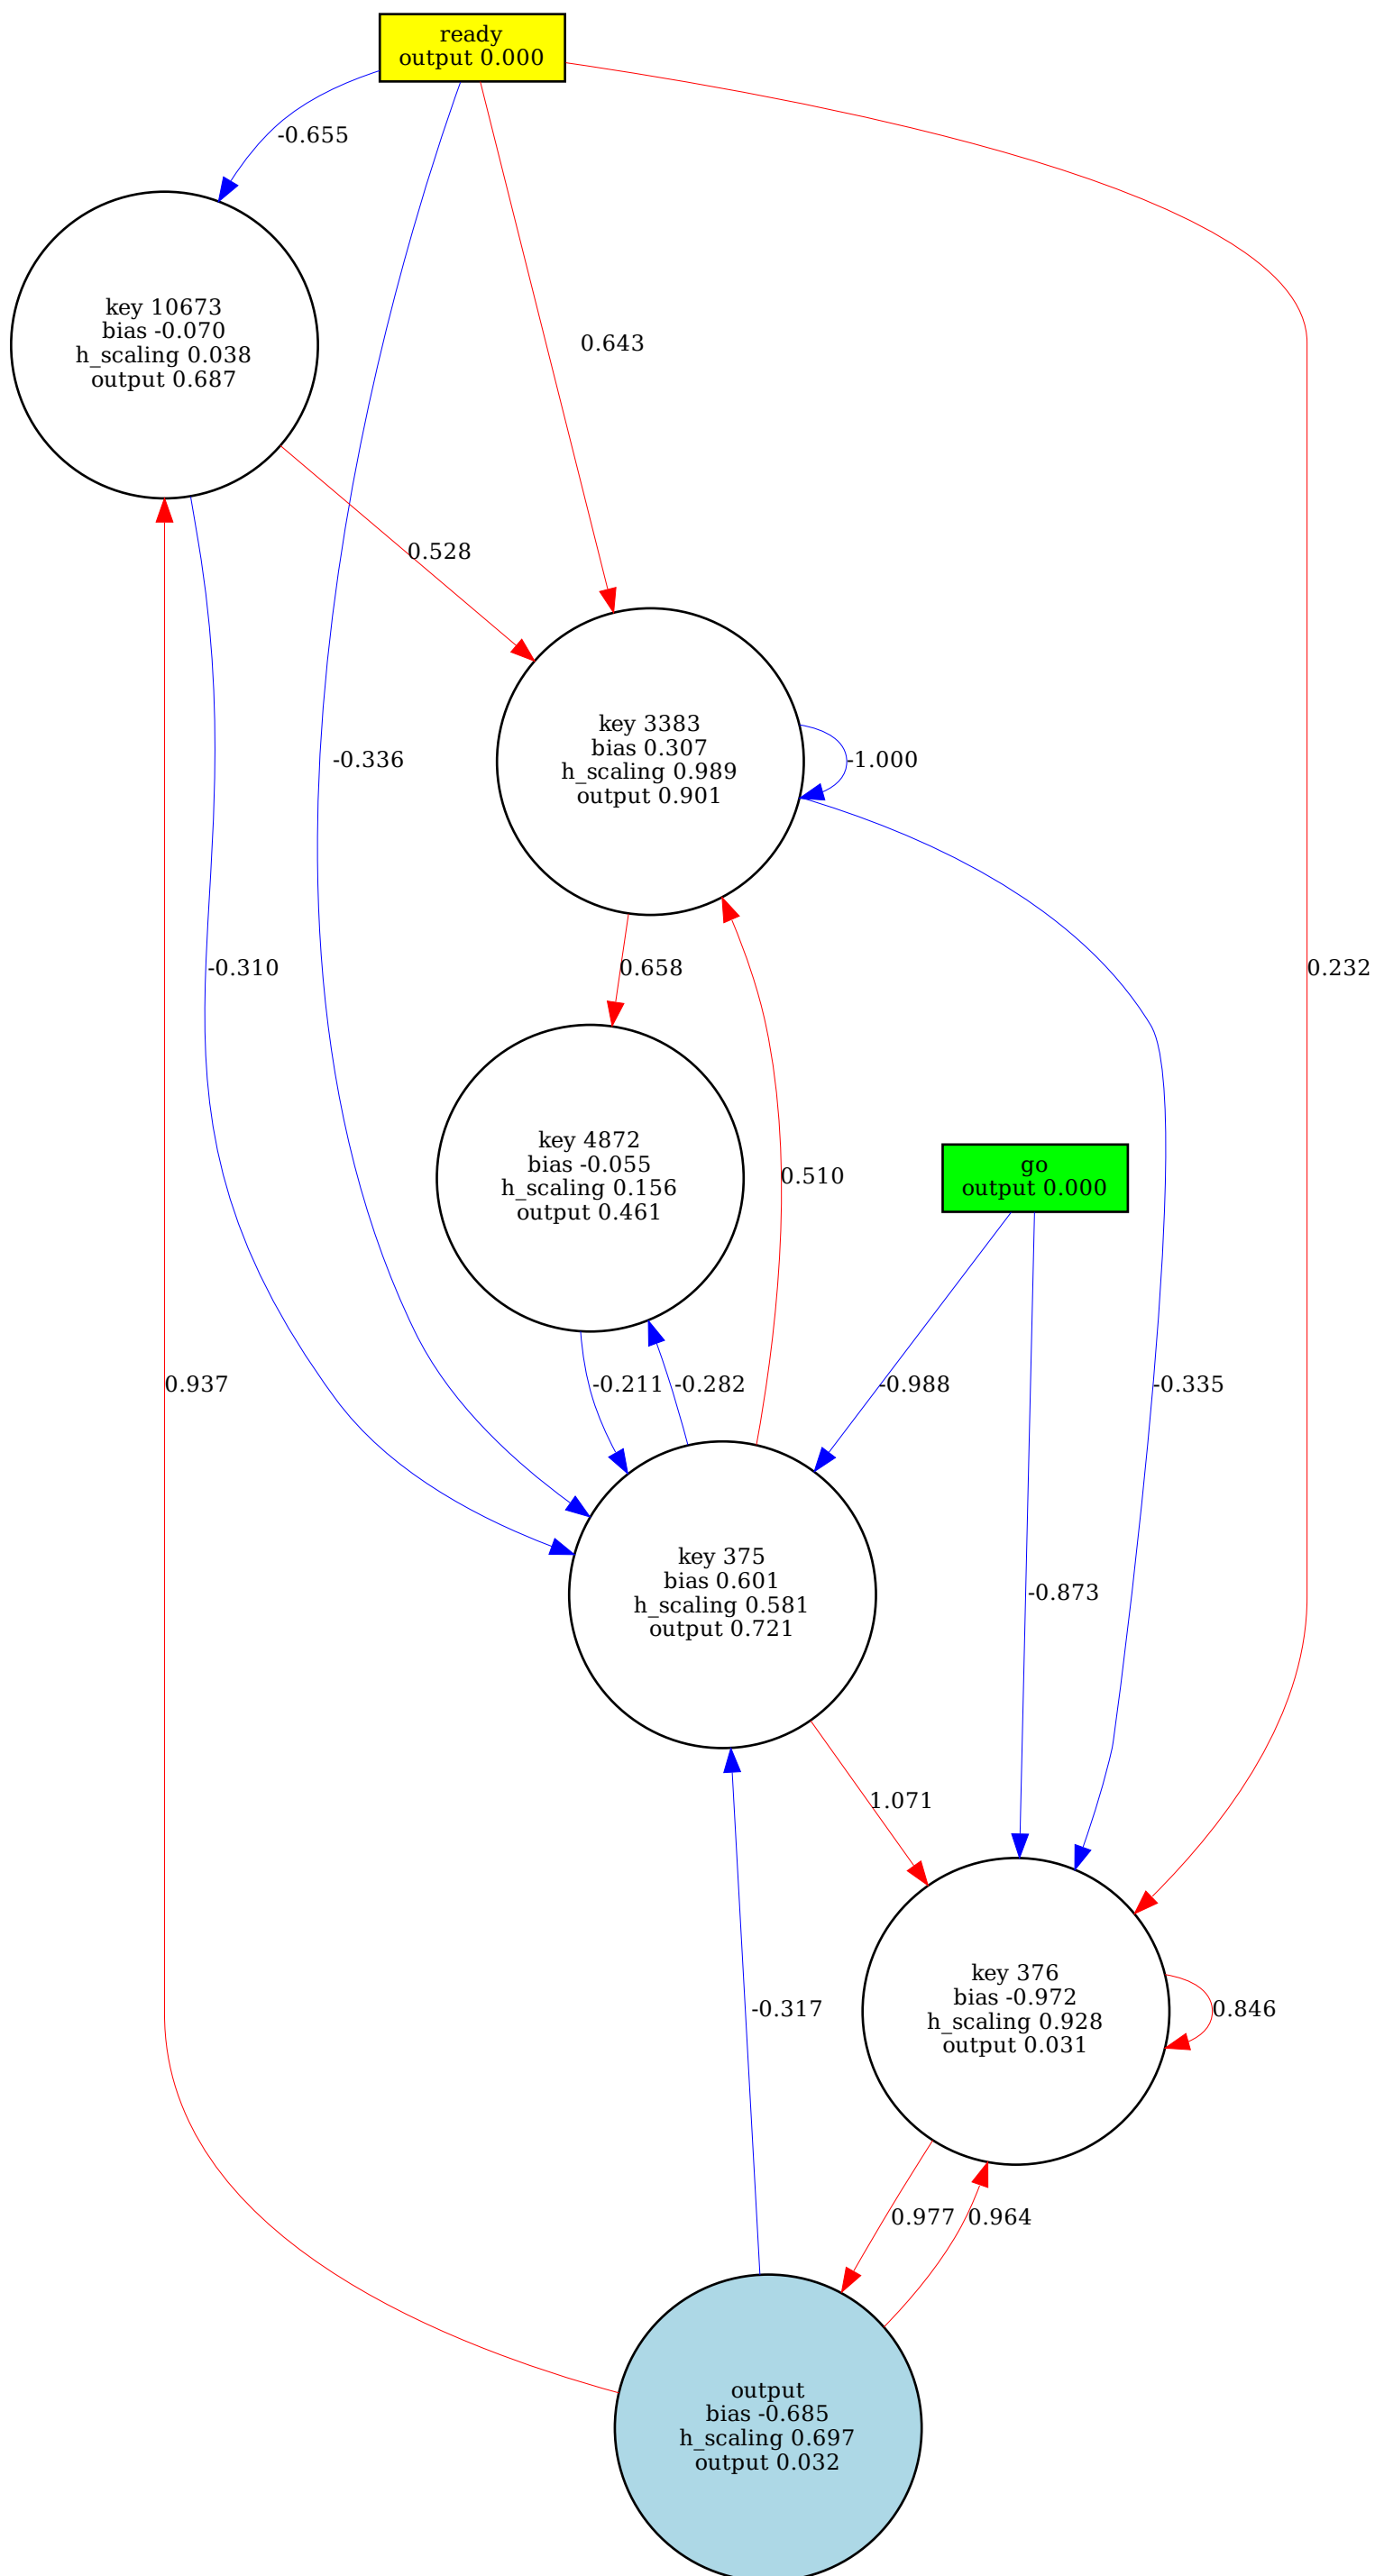 ready
output 0.000
-0.655
key 10673
bias -0.070
h_scaling 0.038
output 0.687
0.643
0.528
key 3383
bias 0.307
h_scaling 0.989
output 0.901
-0.336
-1.000
-0.310
0.658
0.232
key 4872
bias -0.055
h_scaling 0.156
output 0.461
0.510
go
output 0.000
0.937
-0.211
-0.282
-0.988
-0.335
key 375
bias 0.601
h_scaling 0.581
output 0.721
-0.873
1.071
key 376
bias -0.972
h_scaling 0.928
output 0.031
-0.317
0.846
0.977
0.964
output
bias -0.685
h_scaling 0.697
output 0.032